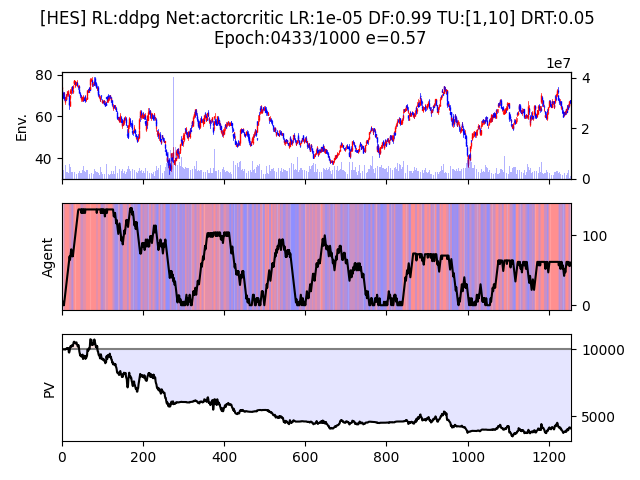 [HES] RL:ddpg Net:actorcritic LR:1e-05 DF:0.99 TU:[1,10] DRT:0.05
Epoch:0433/1000 e=0.57
1e7
80
60
40
Env.
4
2
0
Agent
100
0
PV
10000
5000
0
200
400
600
800
1000
1200